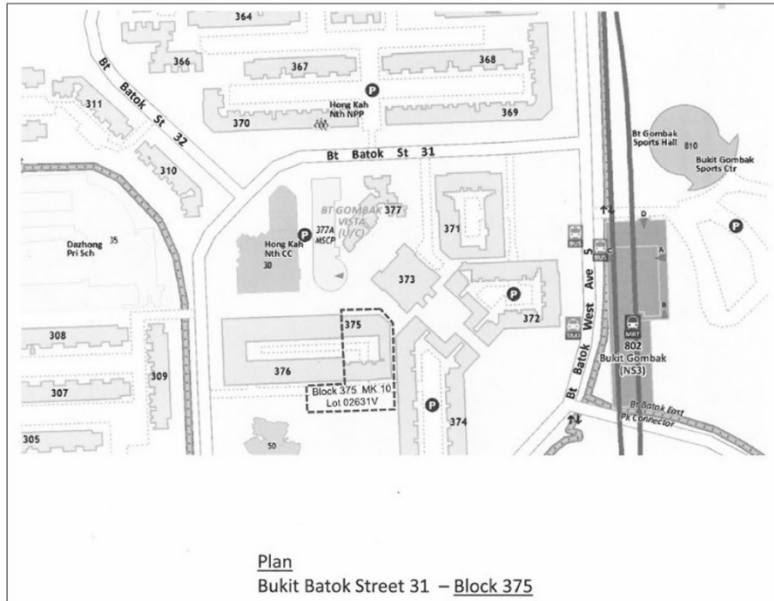 364
366
367
368
Bt Batok St 32
311
P
Hong Kah
Nth NPP
370
369
Bt Batok St 31
310
Bt Gombak
Sports Hall
810
Bukit Gombak
Sports Ctr
BT GOMBAK
VISTA
(U/C)
377
371
Dazhong
Pri Sch
35
P
377A
MSCP
Hong Kah
Nth CC
30
BUS
BUS
D
C
A
B
P
373
Bt Batok West Ave 5
P
372
308
309
375
376
Block 375 MK 10
Lot 02631V
MRT
802
Bukit Gombak
(NS3)
307
P
305
50
374
Bt Batok East
Pk Connector
Plan
Bukit Batok Street 31 – Block 375